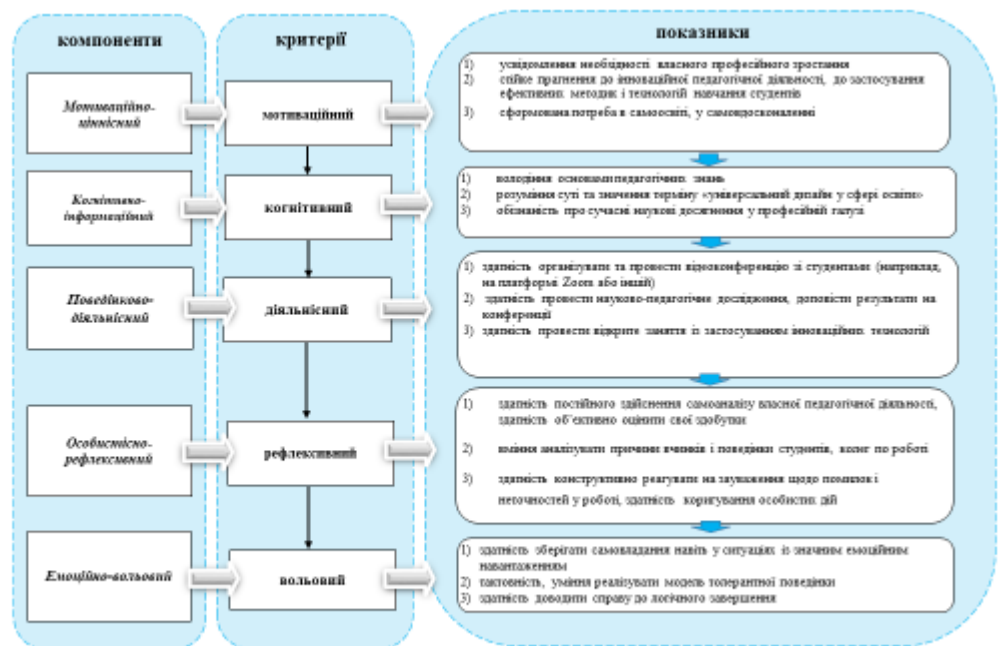 компоненти
критерії
показники
Мотиваційно-
ціннісний
мотиваційний
1) усвідомлення необхідності власного професійного зростання
2) стійке прагнення до інноваційної педагогічної діяльності, до застосування
ефективних методик і технологій навчання студентів
3) сформована потреба в самоосвіті, у самовдосконаленні
Когнітивно-
інформаційний
когнітивний
1) володіння основами педагогічних знань
2) розуміння суті та значення терміну «універсальний дизайн у сфері освіти»
3) обізнаність про сучасні наукові досягнення у професійній галузі
Поведінково-
діяльнісний
діяльнісний
1) здатність організувати та провести відеоконференцію зі студентами (наприклад,
на платформі Zoom або іншій)
2) здатність провести науково-педагогічне дослідження, доповісти результати на
конференції
3) здатність провести відкрите заняття із застосуванням інноваційних технологій
Особистісно-
рефлексивний
рефлексивний
1) здатність постійного здійснення самоаналізу власної педагогічної діяльності,
здатність об’єктивно оцінити свої здобутки
2) вміння аналізувати причини вчинків і поведінки студентів, колег по роботі
3) здатність конструктивно реагувати на зауваження щодо помилок і
неточностей у роботі, здатність коригування особистих дій
Емоційно-вольовий
вольовий
1) здатність зберігати самовладання навіть у ситуаціях із значним емоційним
навантаженням
2) тактовність, уміння реалізувати модель толерантної поведінки
3) здатність доводити справу до логічного завершення